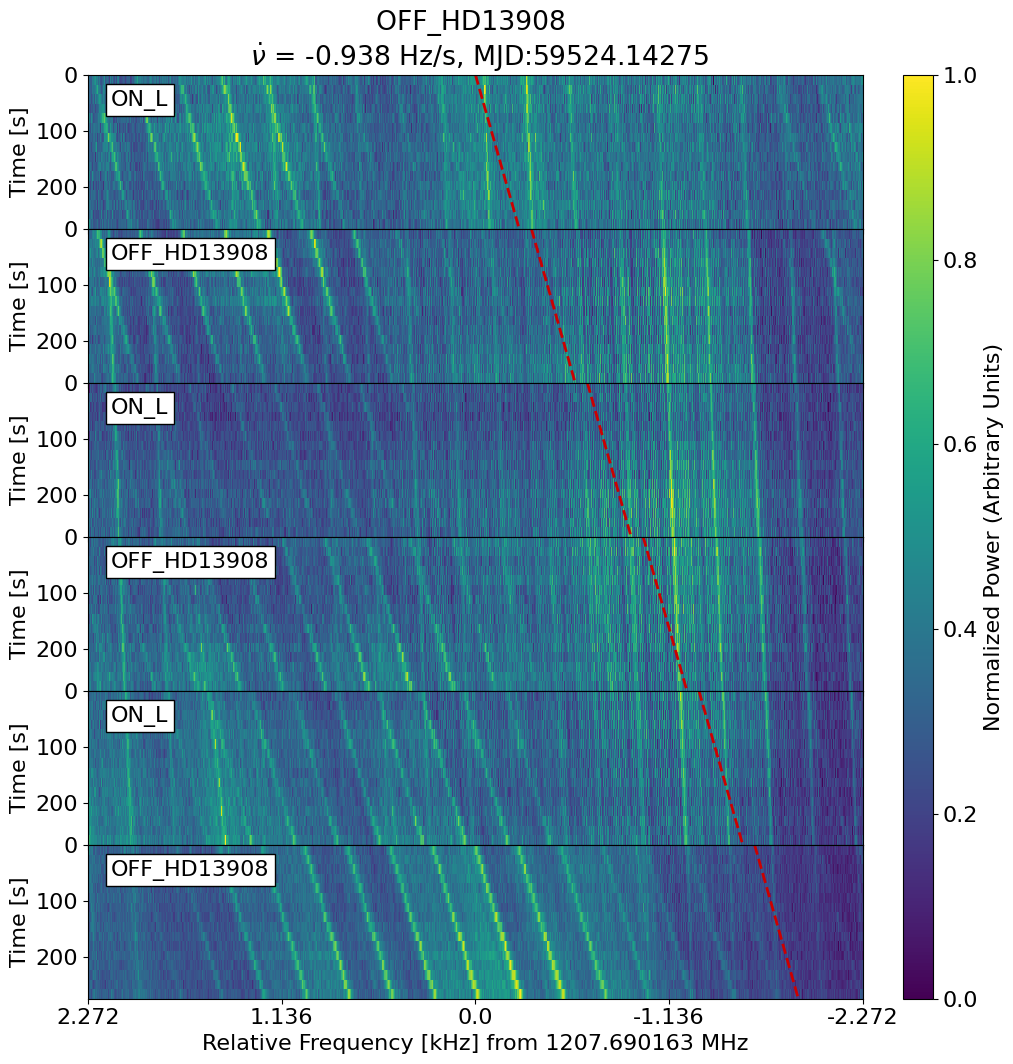 OFF_HD13908
ν̇ = -0.938 Hz/s, MJD:59524.14275
0
100
200
Time [s]
ON_L
0
100
200
Time [s]
OFF_HD13908
0
100
200
Time [s]
ON_L
0
100
200
Time [s]
OFF_HD13908
0
100
200
Time [s]
ON_L
0
100
200
Time [s]
OFF_HD13908
2.272 1.136 0.0 -1.136 -2.272
Relative Frequency [kHz] from 1207.690163 MHz
1.0
0.8
0.6
0.4
0.2
0.0
Normalized Power (Arbitrary Units)